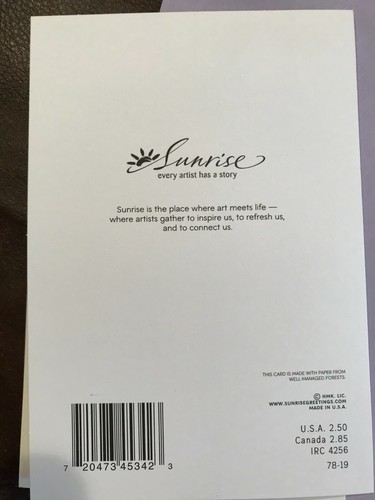 Sunrise
every artist has a story
Sunrise is the place where art meets life —
where artists gather to inspire us, to refresh us,
and to connect us.
THIS CARD IS MADE WITH PAPER FROM
WELL-MANAGED FORESTS.
© HMK. LIC.
WWW.SUNRISEGREETINGS.COM
MADE IN U.S.A.
U.S.A. 2.50
Canada 2.85
IRC 4256
78-19
7 20473 45342 3